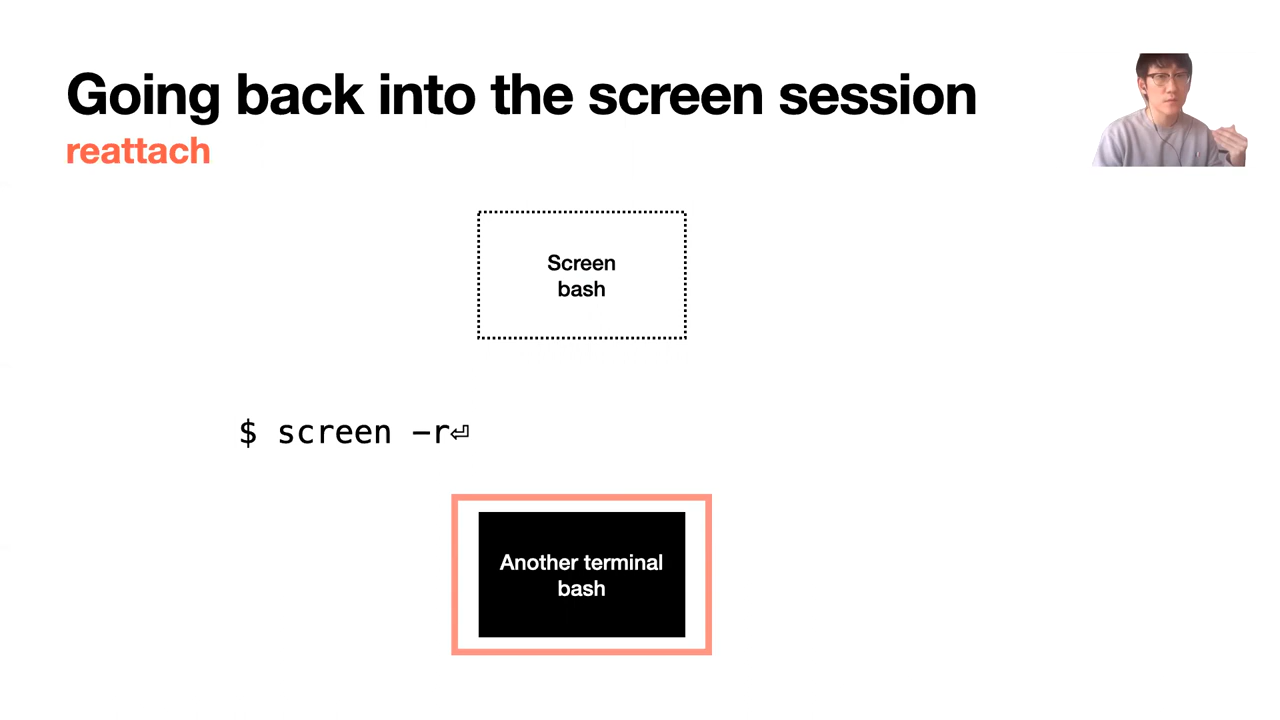 Going back into the screen session
reattach
Screen
bash
$ screen -r⏎
Another terminal
bash